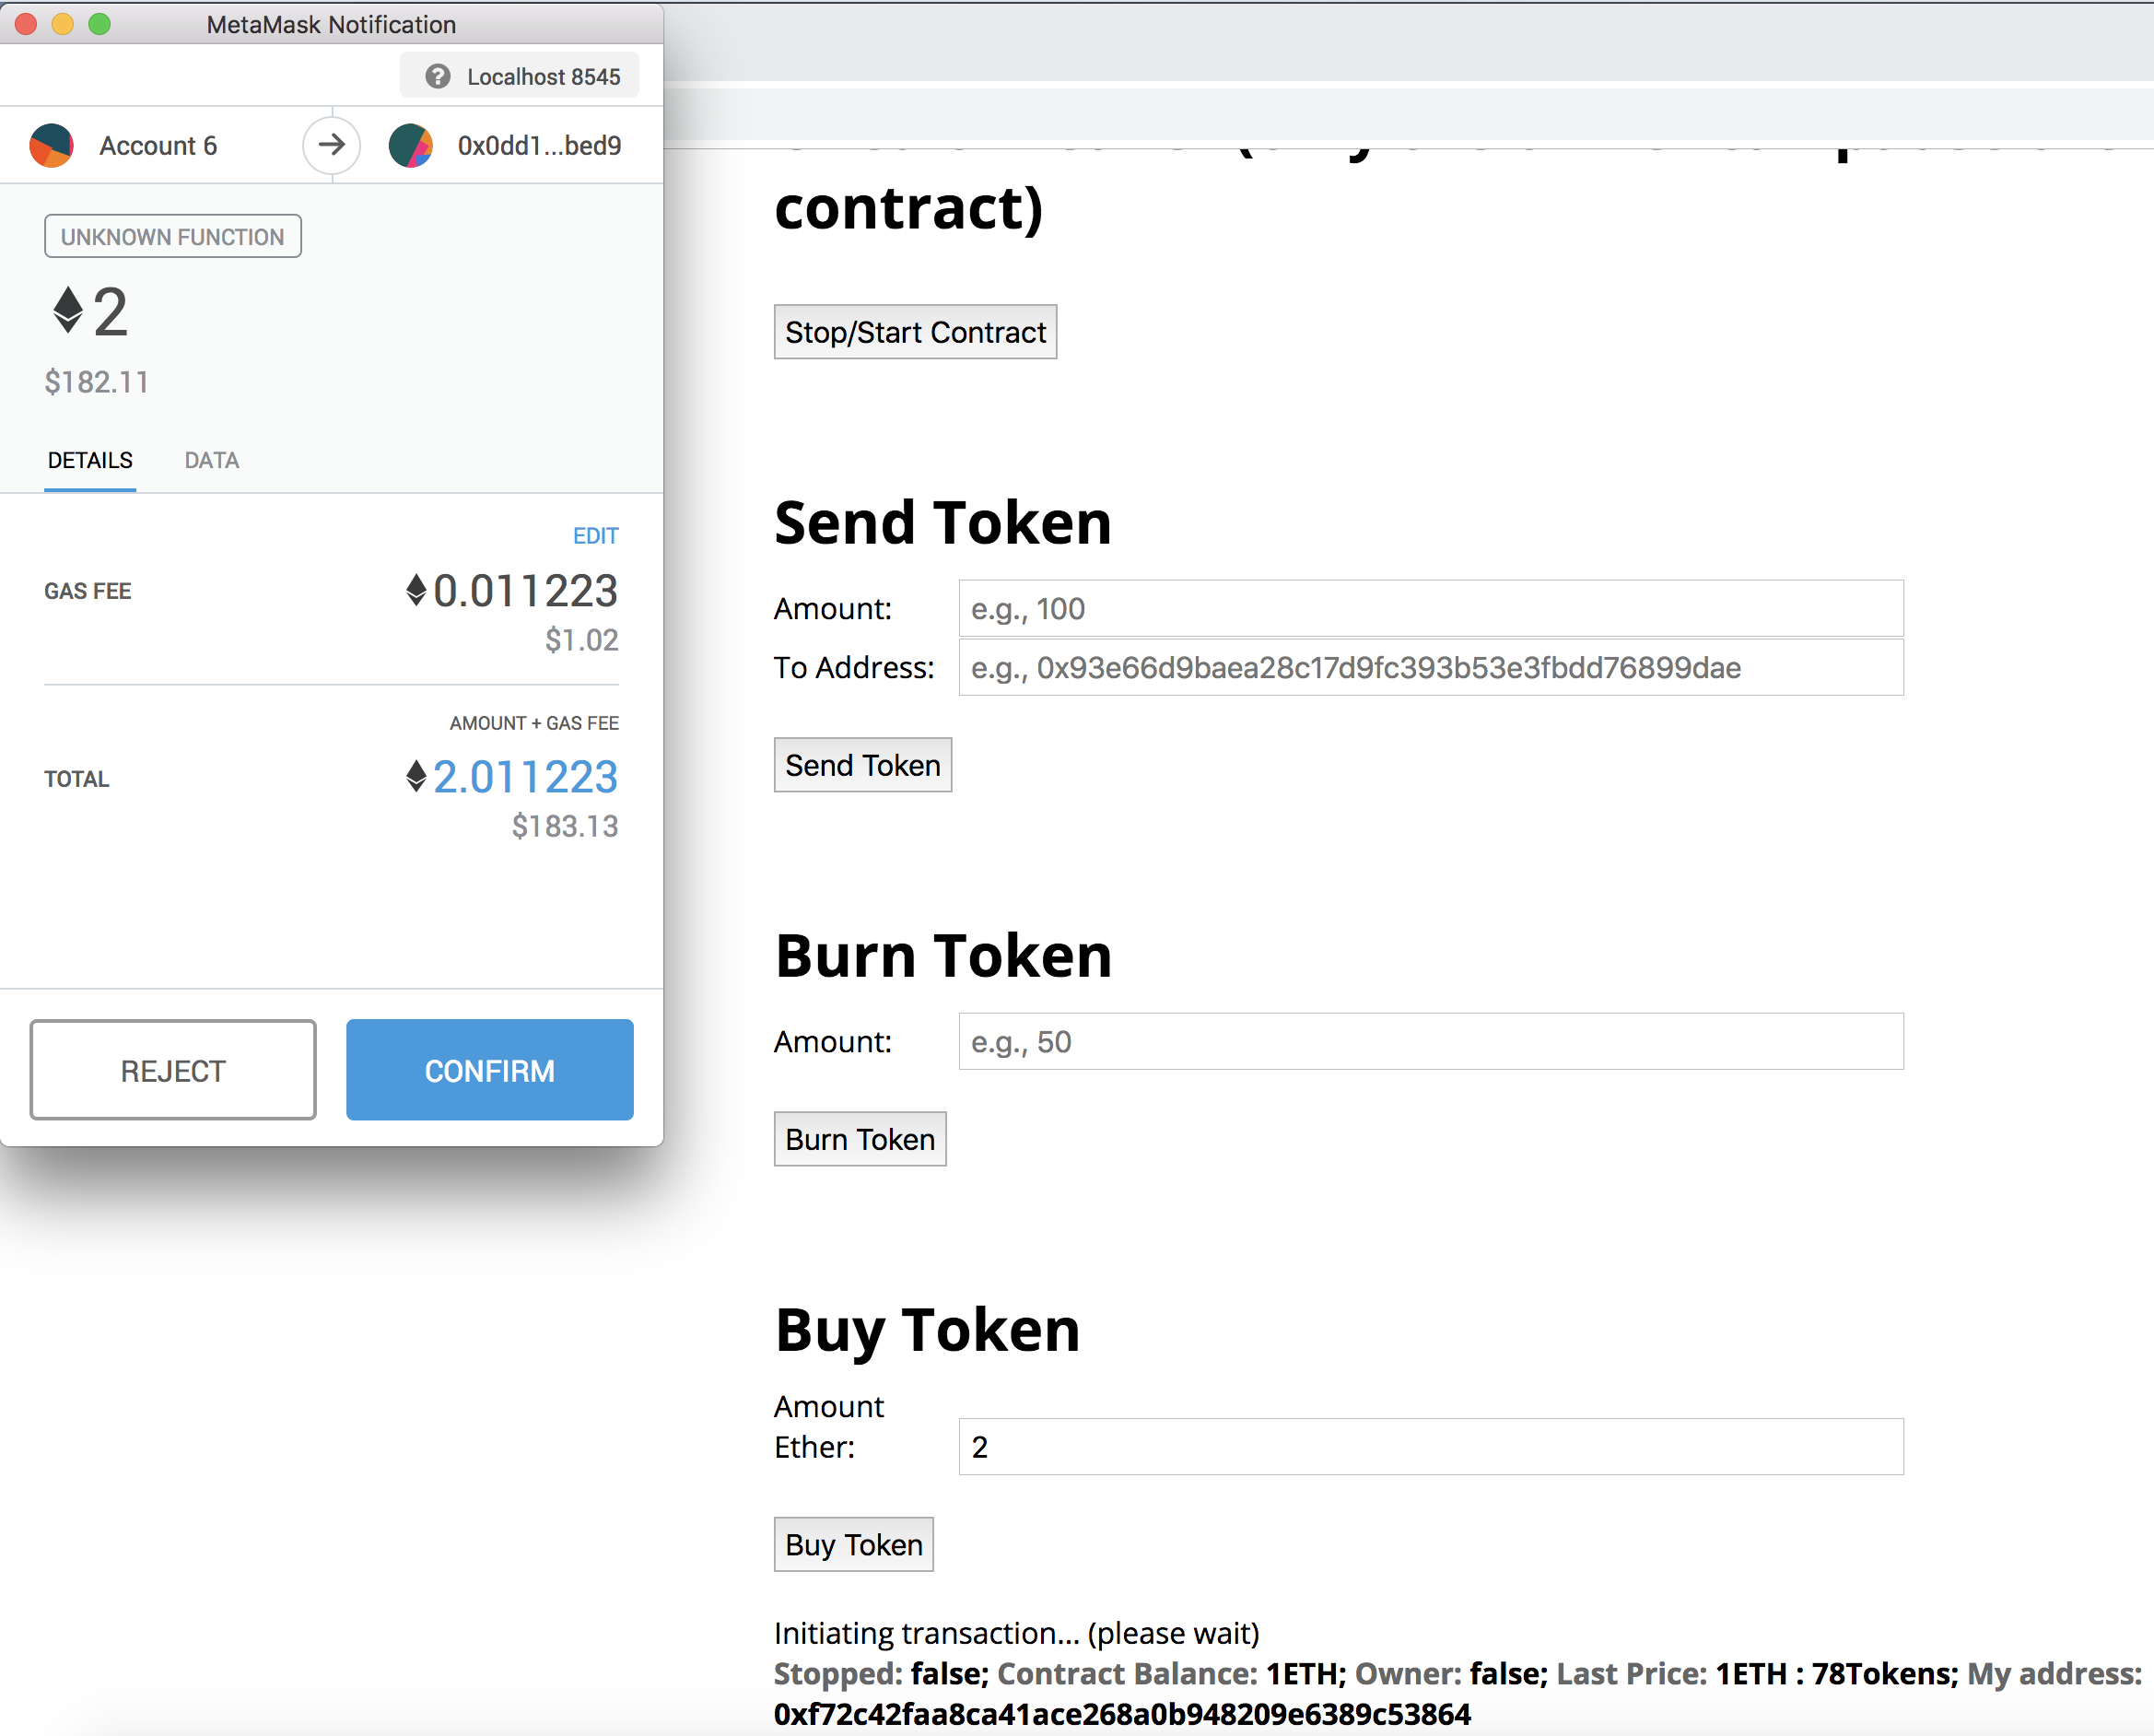 MetaMask Notification
Localhost 8545
Account 6
0x0dd1...bed9
UNKNOWN FUNCTION
2
$182.11
DETAILS
DATA
EDIT
GAS FEE
0.011223
$1.02
AMOUNT + GAS FEE
TOTAL
2.011223
$183.13
REJECT
CONFIRM
contract)
Stop/Start Contract
Send Token
Amount:
e.g., 100
To Address:
e.g., 0x93e66d9baea28c17d9fc393b53e3fbdd76899dae
Send Token
Burn Token
Amount:
e.g., 50
Burn Token
Buy Token
Amount
Ether:
2
Buy Token
Initiating transaction... (please wait)
Stopped: false; Contract Balance: 1ETH; Owner: false; Last Price: 1ETH : 78Tokens; My address:
0xf72c42faa8ca41ace268a0b948209e6389c53864